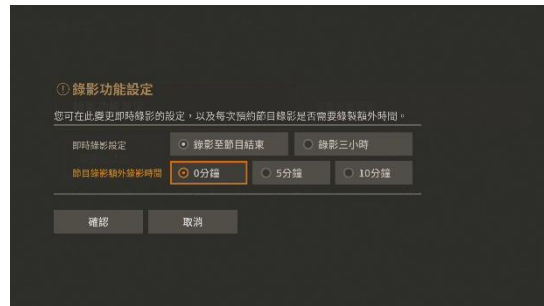 錄影功能設定
您可在此變更即時錄影的設定，以及每次預約節目錄影是否需要錄製額外時間。
即時錄影設定 錄影至節目結束 錄影三小時
節目錄影額外錄影時間 0分鐘 5分鐘 10分鐘
確認 取消